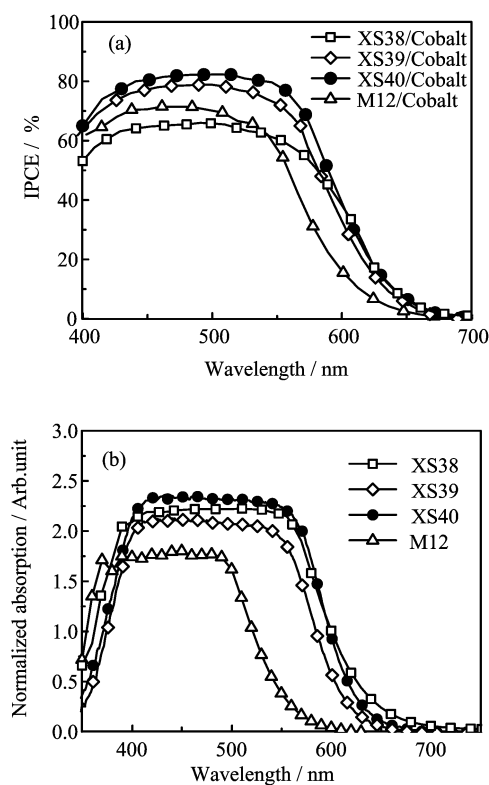 100
(a)
XS38/Cobalt
XS39/Cobalt
XS40/Cobalt
M12/Cobalt
80
60
40
20
0
IPCE / %
400 500 600 700
Wavelength / nm
3.0
(b)
XS38
XS39
XS40
M12
2.5
2.0
1.5
1.0
0.5
0.0
Normalized absorption / Arb.unit
400 500 600 700
Wavelength / nm